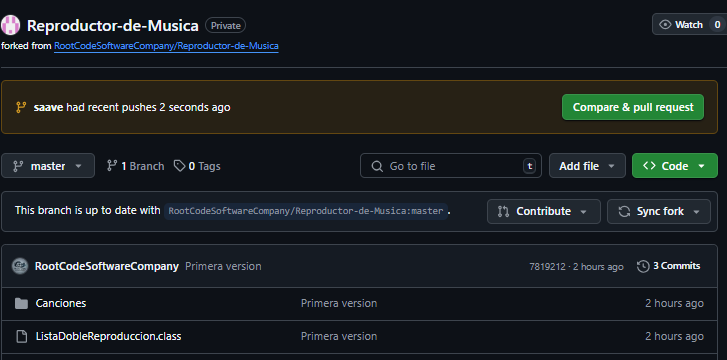 Reproductor-de-Musica Private Watch 0
forked from RootCodeSoftwareCompany/Reproductor-de-Musica
saave had recent pushes 2 seconds ago Compare & pull request
master 1 Branch 0 Tags Go to file t Add file <> Code
This branch is up to date with RootCodeSoftwareCompany/Reproductor-de-Musica:master . Contribute Sync fork
RootCodeSoftwareCompany Primera version 7819212 · 2 hours ago 3 Commits
Canciones Primera version 2 hours ago
ListaDobleReproduccion.class Primera version 2 hours ago